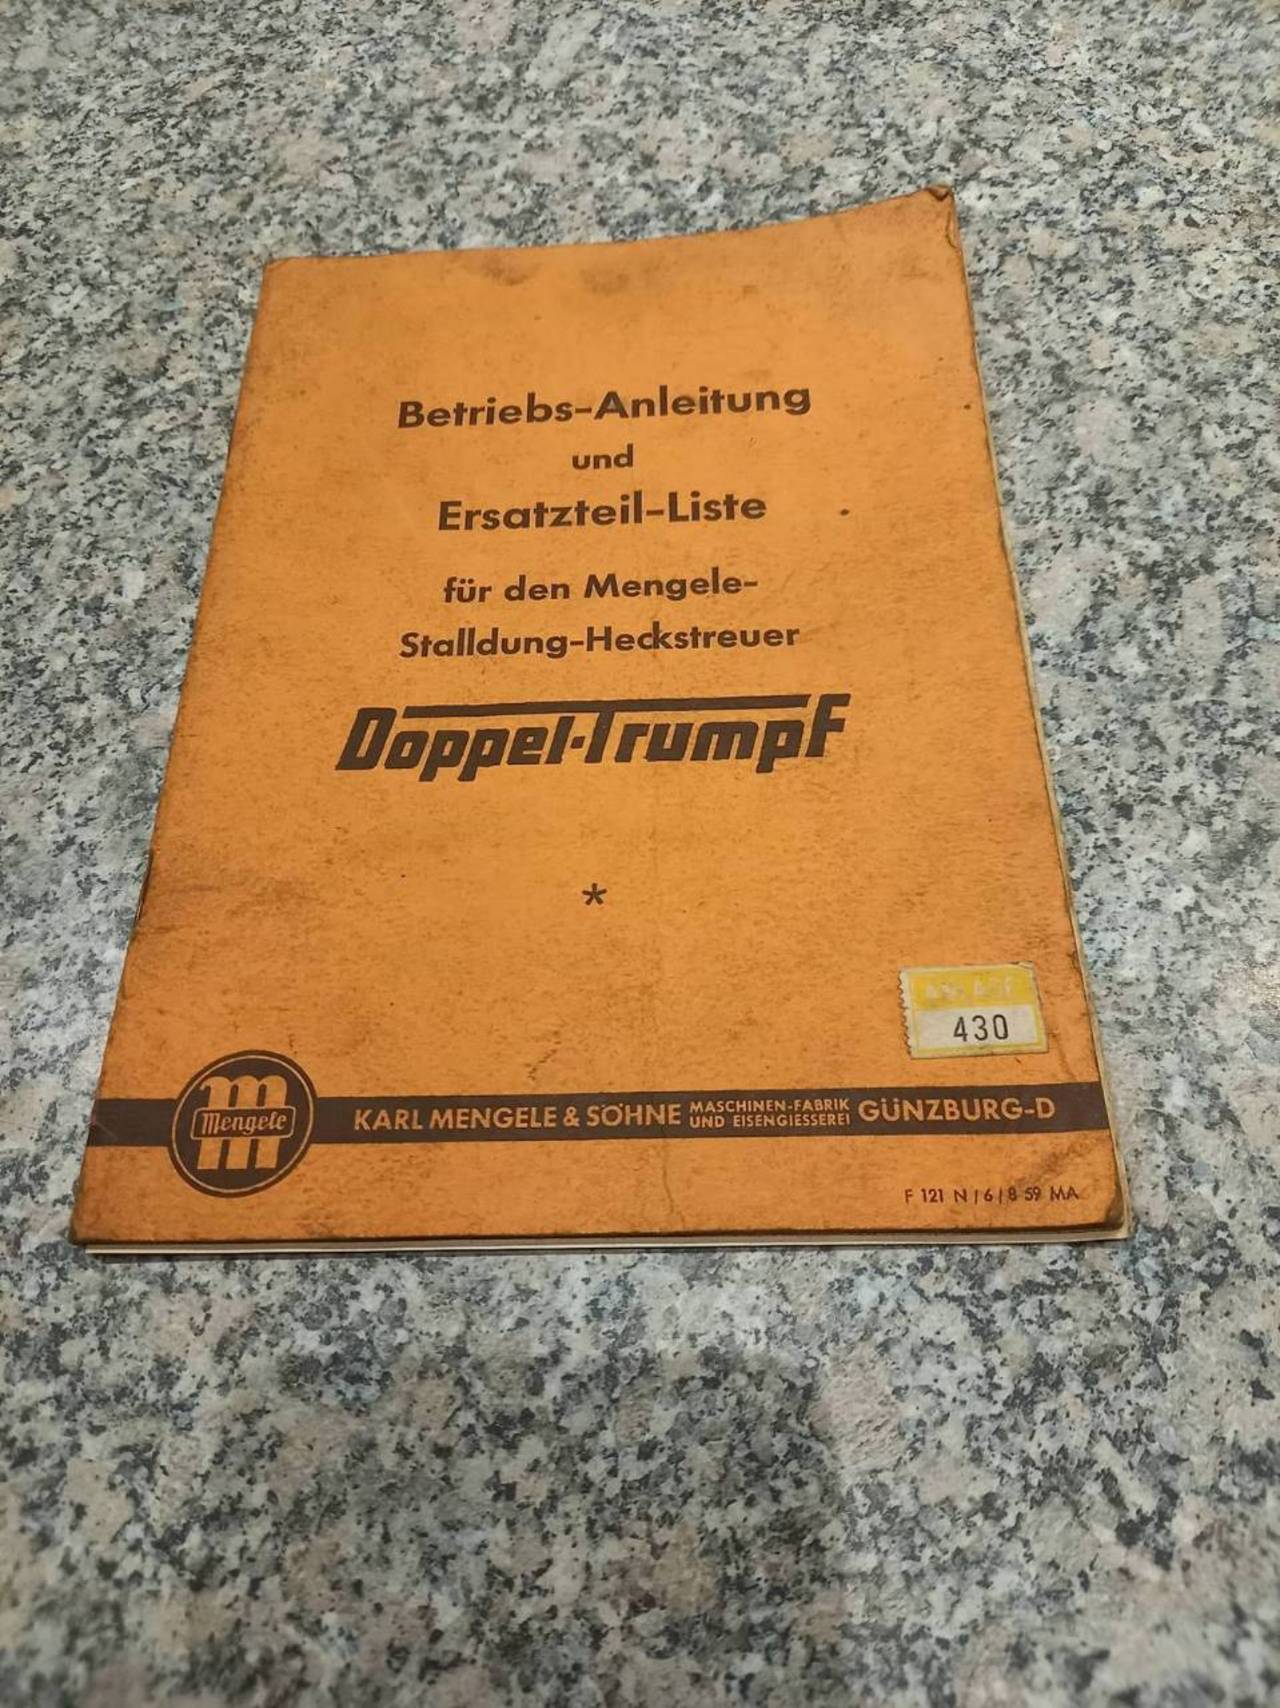 Betriebs-Anleitung
und
Ersatzteil-Liste
für den Mengele-
Stalldung-Heckstreuer
Doppel-Trumpf
*
430
m
Mengele
KARL MENGELE & SÖHNE MASCHINEN-FABRIK UND EISENGIESSEREI GÜNZBURG-D
F 121 N/6/8 59 MA